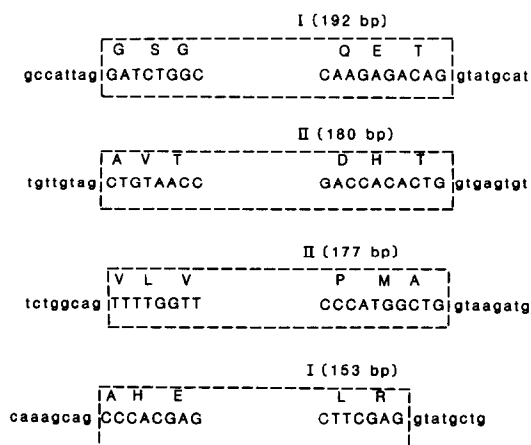 I (192 bp)
G S G Q E T
gccattag GATCTGGC CAAGAGACAG gtatgcat
II (180 bp)
A V T D H T
tgttgtag CTGTAACC GACCACACTG gtgagtgt
II (177 bp)
V L V P M A
tctggcag TTTTGGTT CCCATGGCTG gtaagatg
I (153 bp)
A H E L R
caaagcag CCCACGAG CTTCGAG gtatgctg